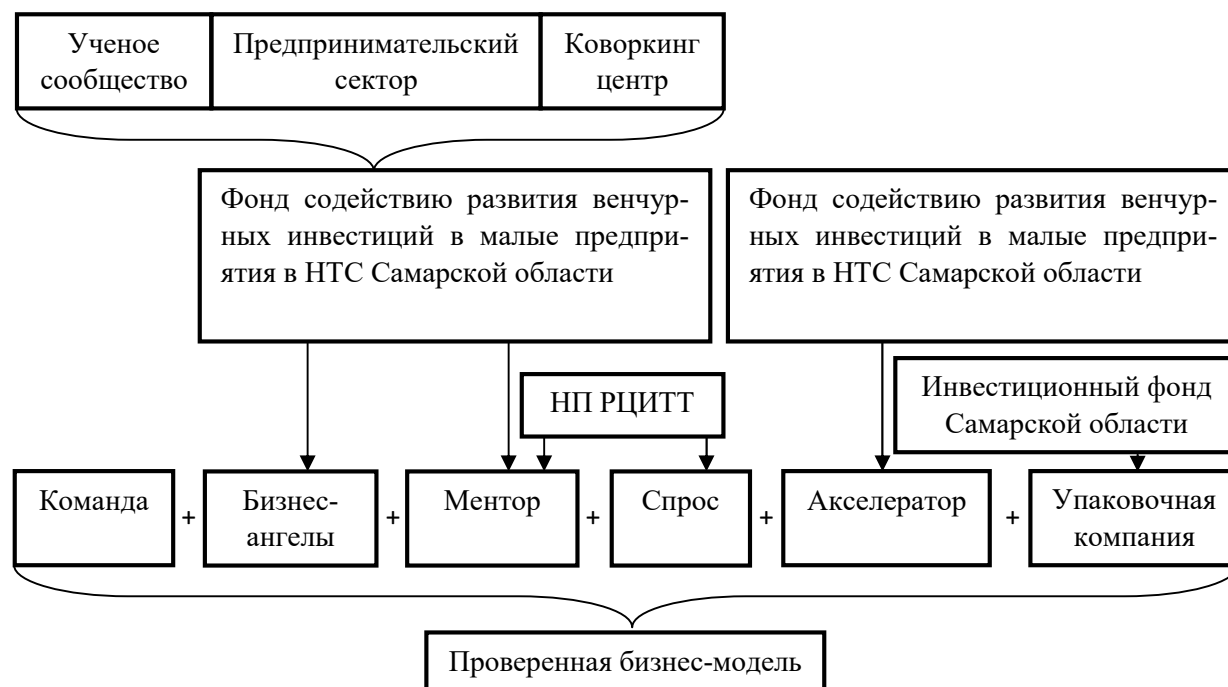 Ученое
сообщество
Предпринимательский
сектор
Коворкинг
центр
Фонд содействию развития венчур-
ных инвестиций в малые предпри-
ятия в НТС Самарской области
Фонд содействию развития венчур-
ных инвестиций в малые предпри-
ятия в НТС Самарской области
НП РЦИТТ
Инвестиционный фонд
Самарской области
Команда
+
Бизнес-
ангелы
+
Ментор
+
Спрос
+
Акселератор
+
Упаковочная
компания
Проверенная бизнес-модель